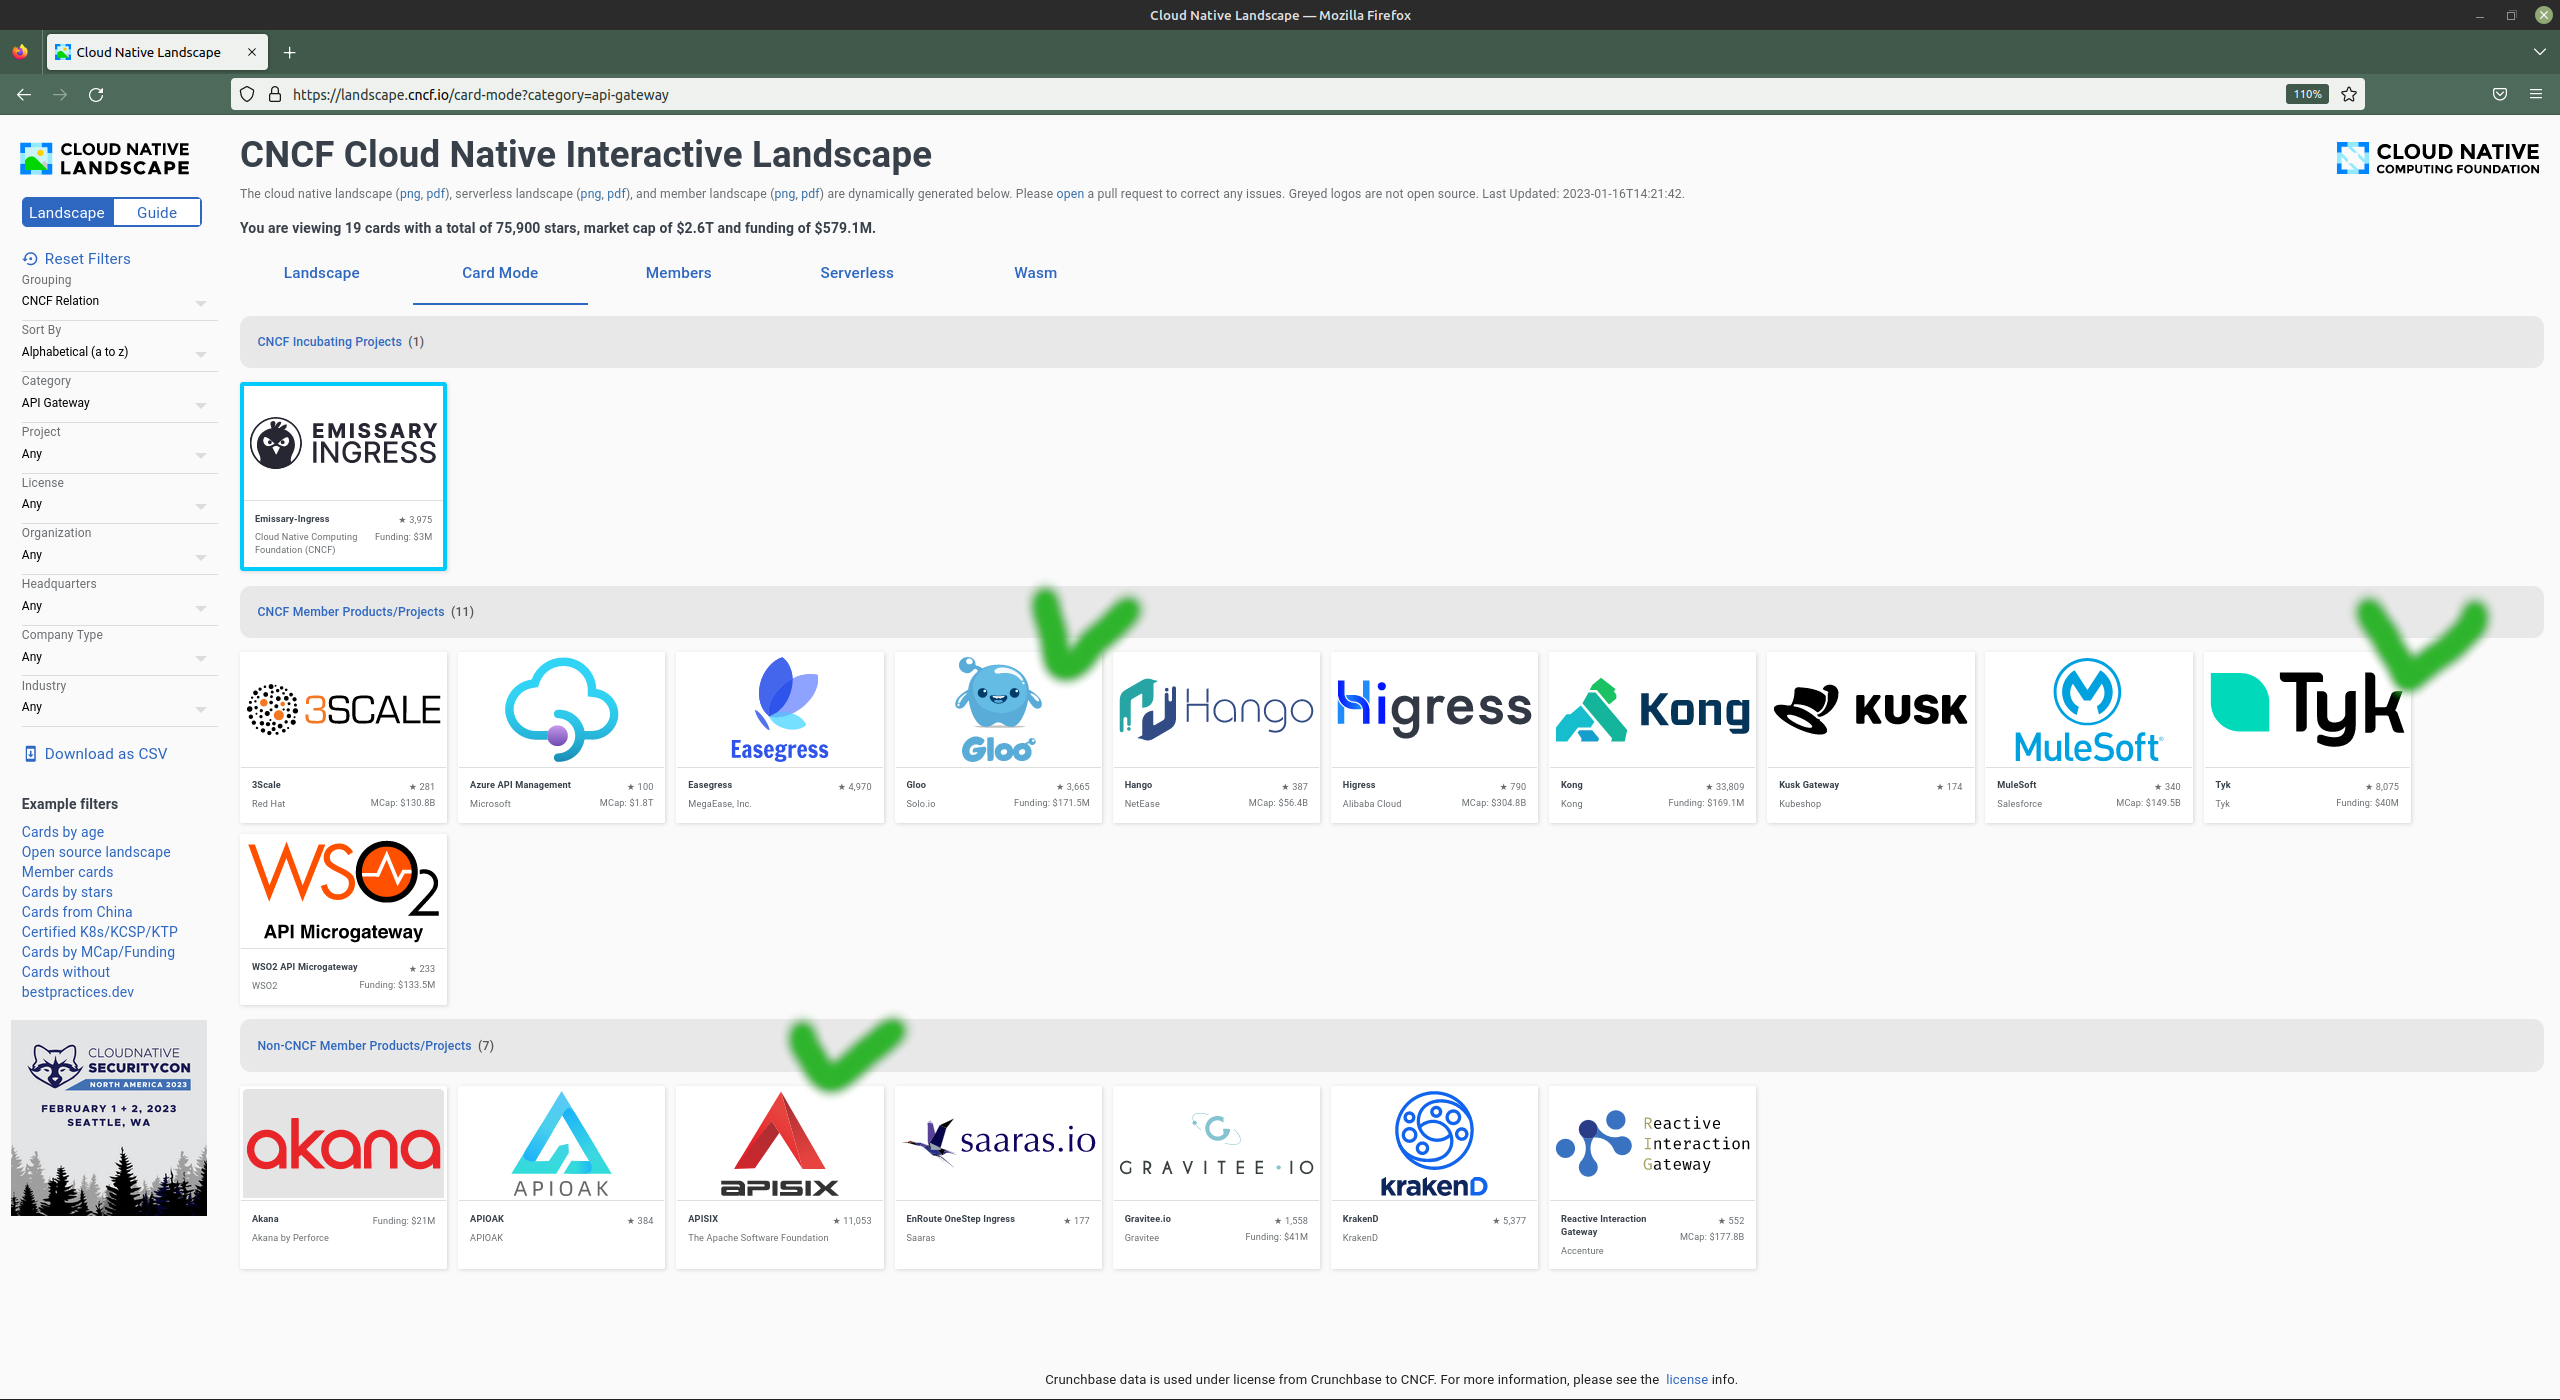 Cloud Native Landscape — Mozilla Firefox
Cloud Native Landscape
https://landscape.cncf.io/card-mode?category=api-gateway
110%
CLOUD NATIVE
LANDSCAPE
Landscape
Guide
Reset Filters
Grouping
CNCF Relation
Sort By
Alphabetical (a to z)
Category
API Gateway
Project
Any
License
Any
Organization
Any
Headquarters
Any
Company Type
Any
Industry
Any
Download as CSV
Example filters
Cards by age
Open source landscape
Member cards
Cards by stars
Cards from China
Certified K8s/KCSP/KTP
Cards by MCap/Funding
Cards without
bestpractices.dev
CLOUDNATIVE
SECURITYCON
NORTH AMERICA 2023
FEBRUARY 1 + 2, 2023
SEATTLE, WA
CNCF Cloud Native Interactive Landscape
CLOUD NATIVE
COMPUTING FOUNDATION
The cloud native landscape (png, pdf), serverless landscape (png, pdf), and member landscape (png, pdf) are dynamically generated below. Please open a pull request to correct any issues. Greyed logos are not open source. Last Updated: 2023-01-16T14:21:42.
You are viewing 19 cards with a total of 75,900 stars, market cap of $2.6T and funding of $579.1M.
Landscape
Card Mode
Members
Serverless
Wasm
CNCF Incubating Projects (1)
EMISSARY
INGRESS
Emissary-Ingress ★ 3,975
Cloud Native Computing Funding: $3M
Foundation (CNCF)
CNCF Member Products/Projects (11)
3SCALE
3Scale ★ 281
Red Hat MCap: $130.8B
Azure API Management ★ 100
Microsoft MCap: $1.8T
Easegress
Easegress ★ 4,970
MegaEase, Inc.
Gloo
Gloo ★ 3,665
Solo.io Funding: $171.5M
Hango
Hango ★ 387
NetEase MCap: $56.4B
Higress
Higress ★ 790
Alibaba Cloud MCap: $304.8B
Kong
Kong ★ 33,809
Kong Funding: $169.1M
KUSK
Kusk Gateway ★ 174
Kubeshop
MuleSoft
MuleSoft ★ 340
Salesforce MCap: $149.5B
Tyk
Tyk ★ 8,075
Tyk Funding: $40M
WSO2
API Microgateway
WSO2 API Microgateway ★ 233
WSO2 Funding: $133.5M
Non-CNCF Member Products/Projects (7)
akana
Akana Funding: $21M
Akana by Perforce
APIOAK
APIOAK ★ 384
APIOAK
APISIX
APISIX ★ 11,053
The Apache Software Foundation
saaras.io
EnRoute OneStep Ingress ★ 177
Saaras
GRAVITEE.IO
Gravitee.io ★ 1,558
Gravitee Funding: $41M
krakenD
KrakenD ★ 5,377
KrakenD
Reactive
Interaction
Gateway
Reactive Interaction ★ 552
Gateway MCap: $177.8B
Accenture
Crunchbase data is used under license from Crunchbase to CNCF. For more information, please see the license info.